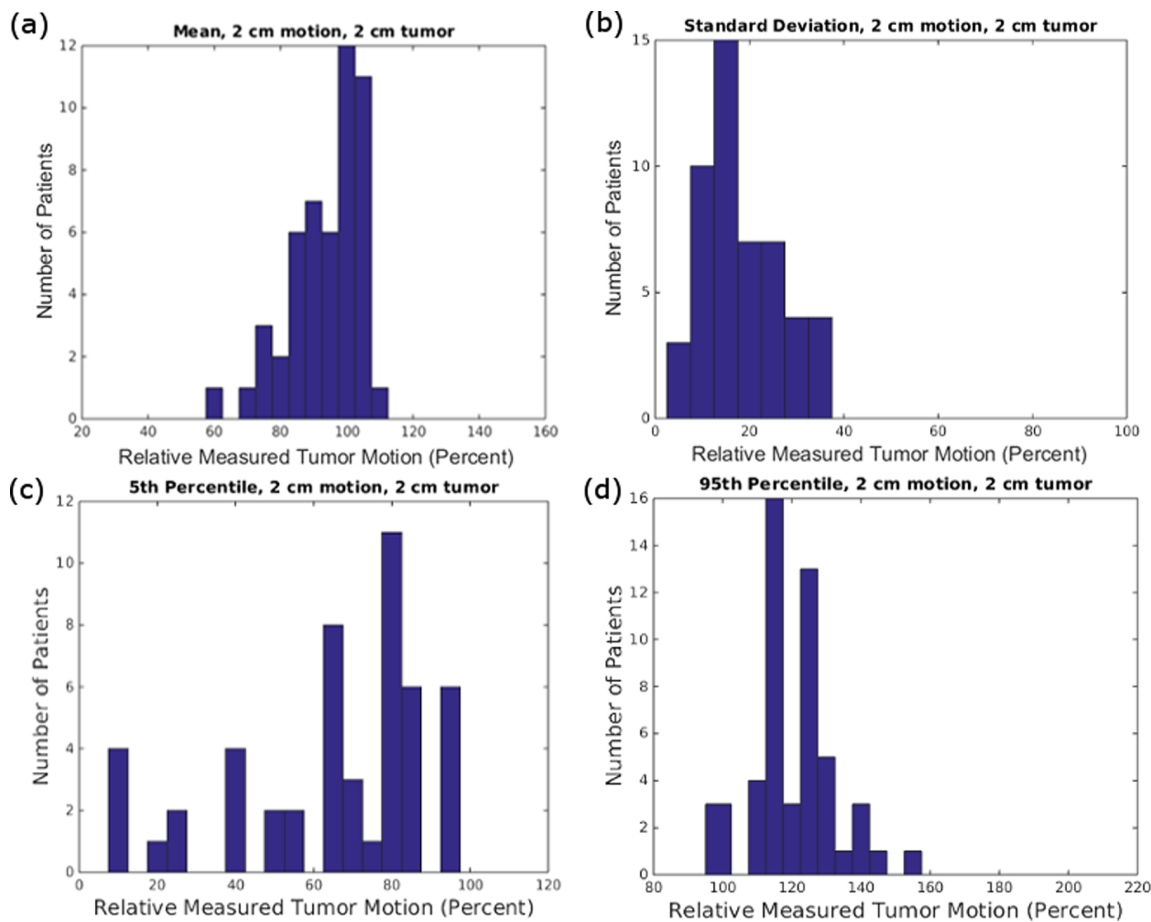 (a)
Mean, 2 cm motion, 2 cm tumor
12
10
8
6
4
2
0
Number of Patients
20 40 60 80 100 120 140 160
Relative Measured Tumor Motion (Percent)
(b)
Standard Deviation, 2 cm motion, 2 cm tumor
15
10
5
0
Number of Patients
0 20 40 60 80 100
Relative Measured Tumor Motion (Percent)
(c)
5th Percentile, 2 cm motion, 2 cm tumor
12
10
8
6
4
2
0
Number of Patients
0 20 40 60 80 100 120
Relative Measured Tumor Motion (Percent)
(d)
95th Percentile, 2 cm motion, 2 cm tumor
16
14
12
10
8
6
4
2
0
Number of Patients
80 100 120 140 160 180 200 220
Relative Measured Tumor Motion (Percent)